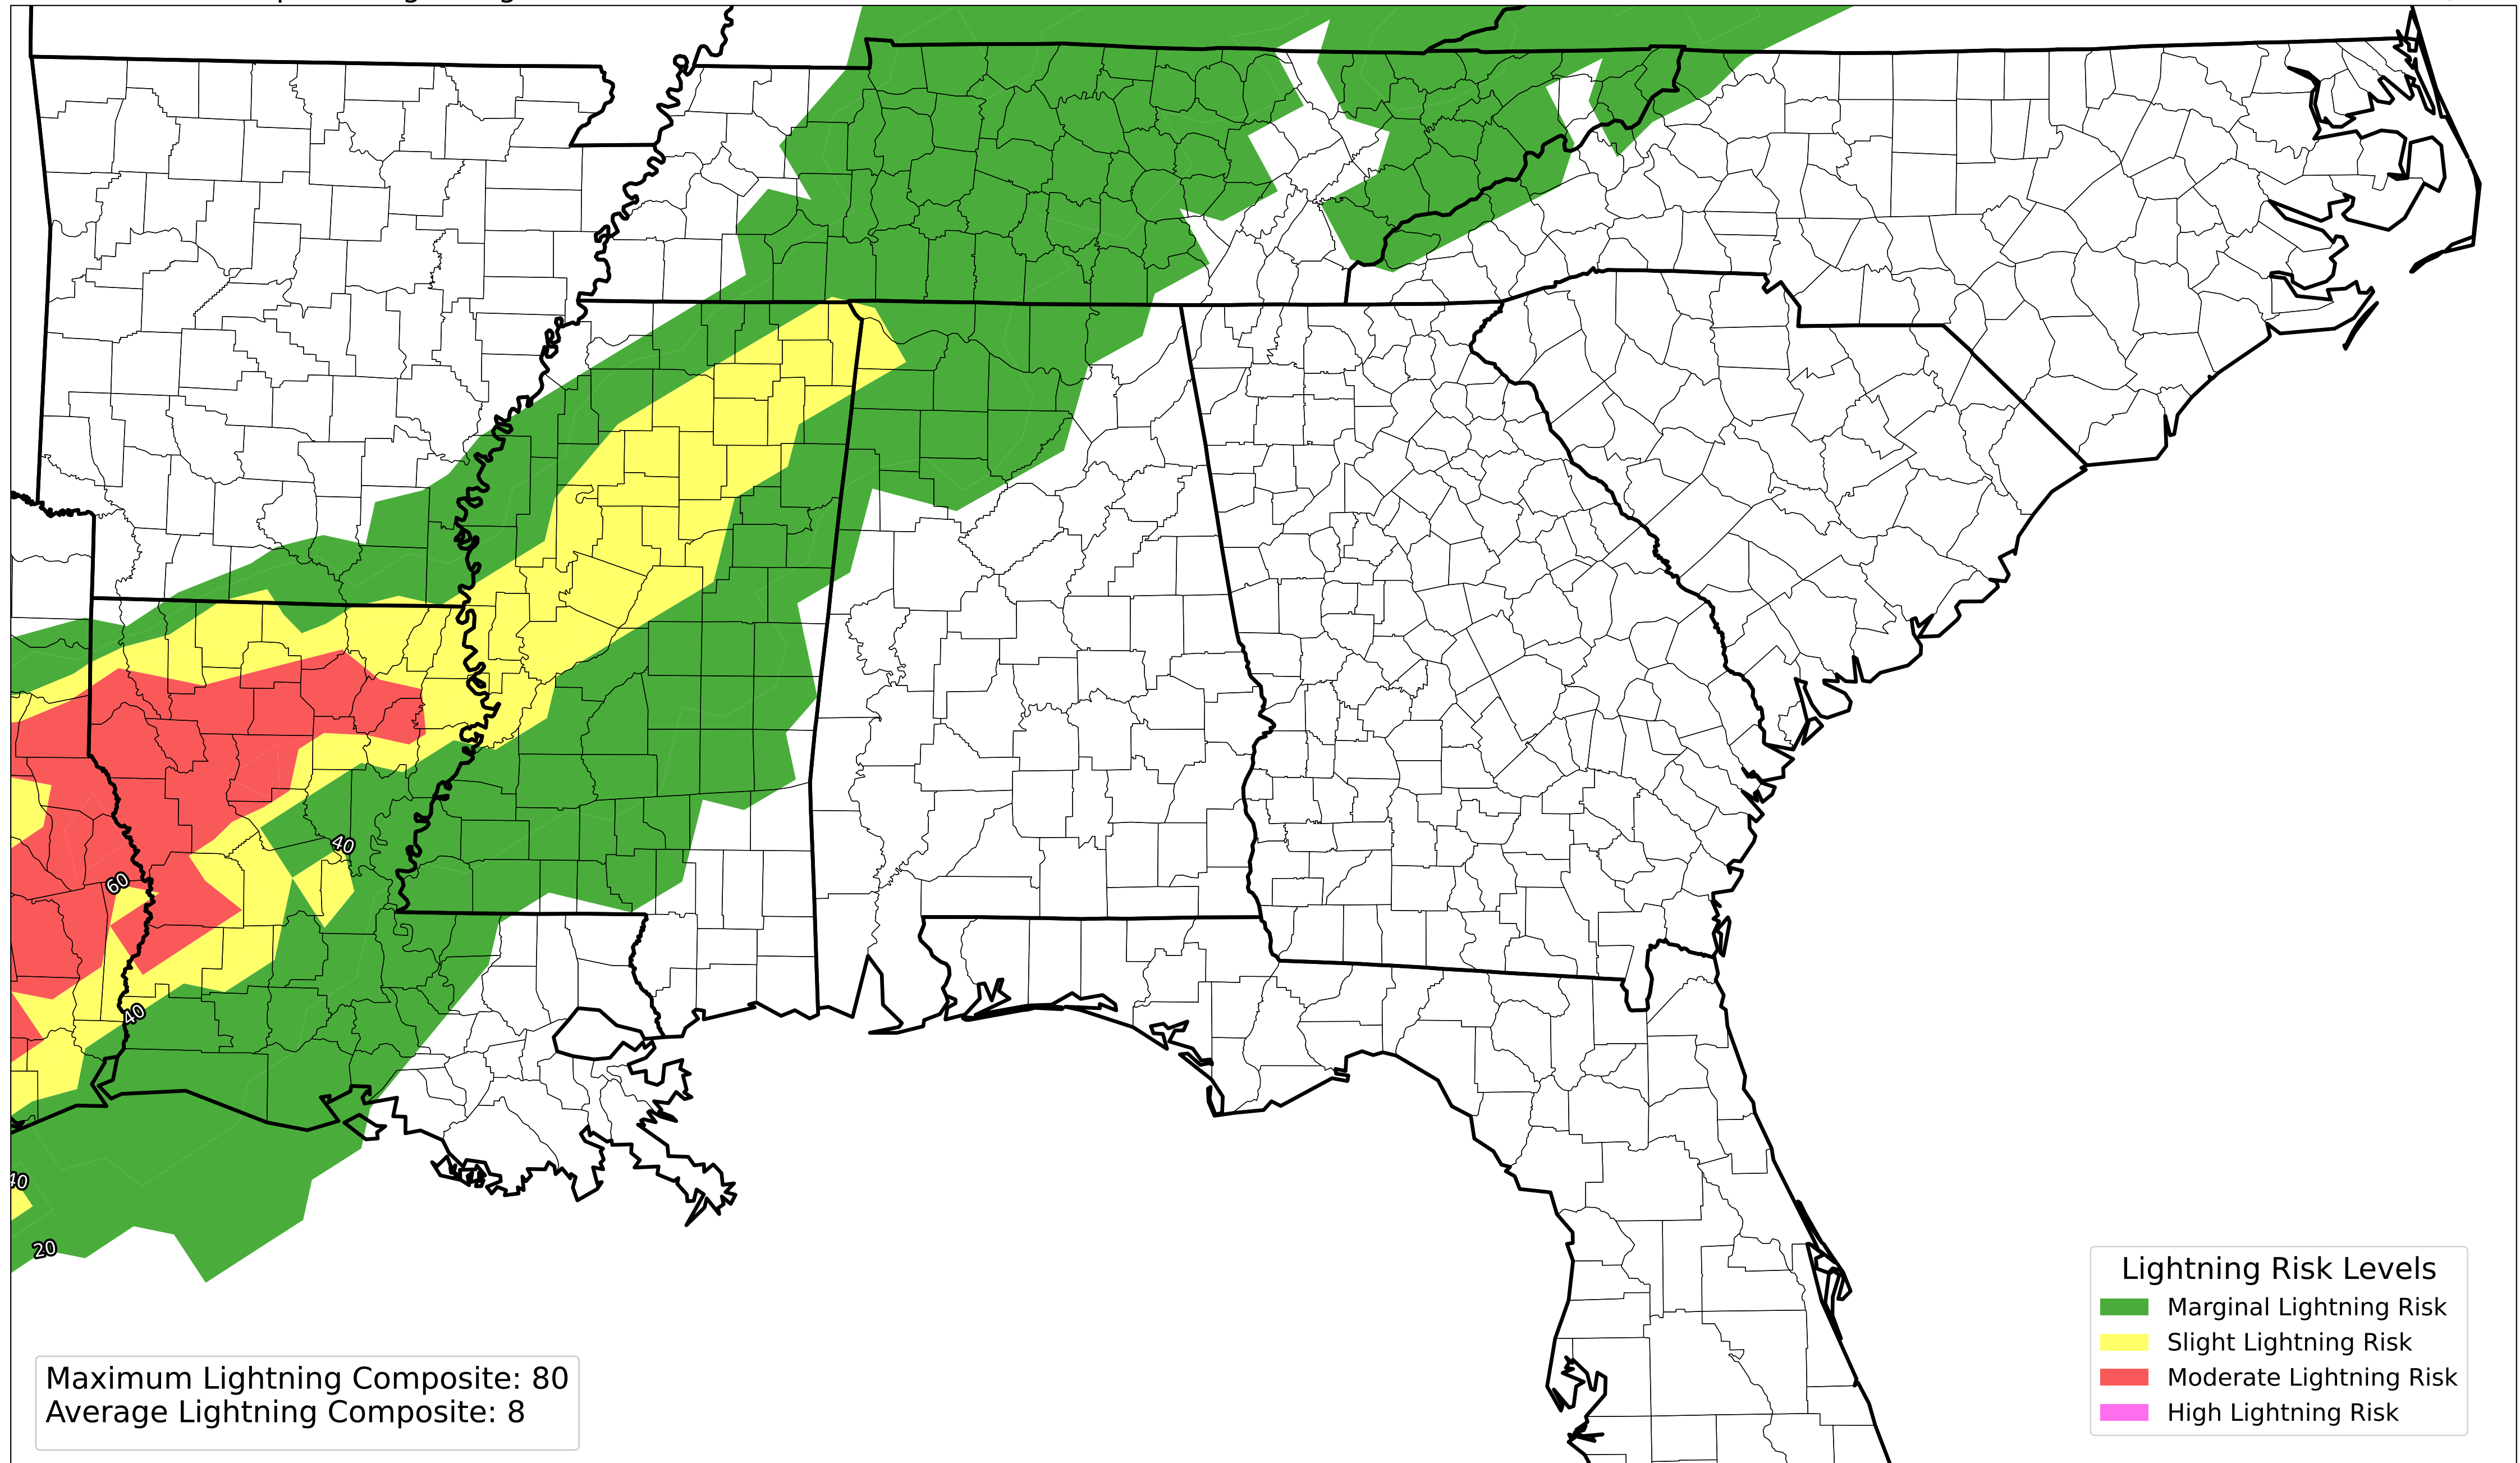 40
60
40
40
20
Lightning Risk Levels
Marginal Lightning Risk
Slight Lightning Risk
Moderate Lightning Risk
High Lightning Risk
Maximum Lightning Composite: 80
Average Lightning Composite: 8